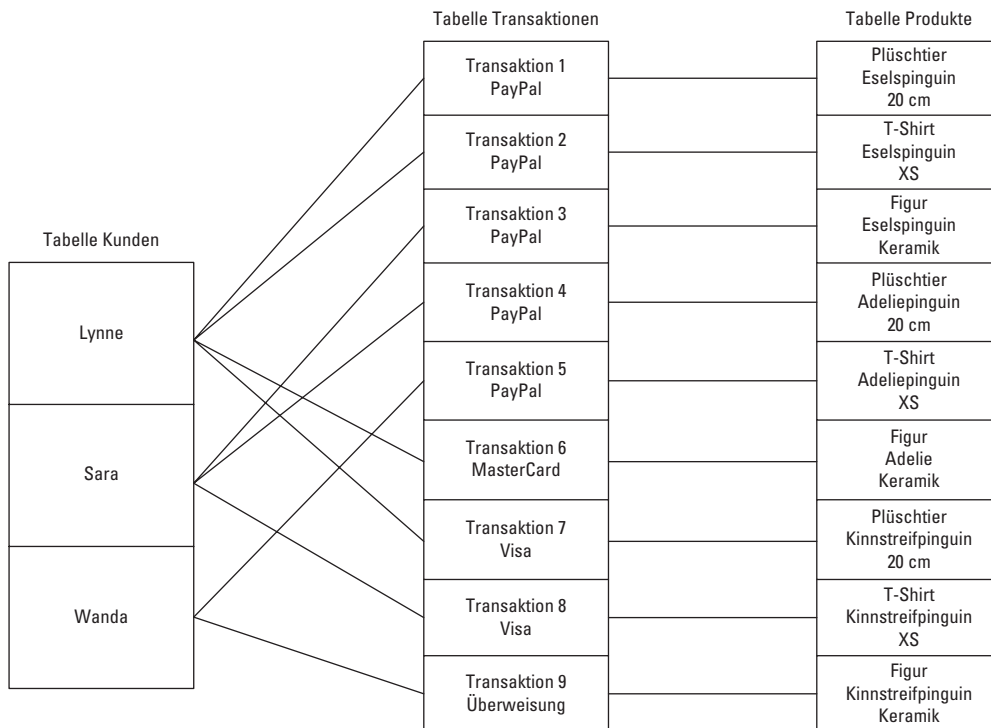 Tabelle Transaktionen
Tabelle Produkte
Tabelle Kunden
Lynne
Sara
Wanda
Transaktion 1
PayPal
Transaktion 2
PayPal
Transaktion 3
PayPal
Transaktion 4
PayPal
Transaktion 5
PayPal
Transaktion 6
MasterCard
Transaktion 7
Visa
Transaktion 8
Visa
Transaktion 9
Überweisung
Plüschtier
Eselspinguin
20 cm
T-Shirt
Eselspinguin
XS
Figur
Eselspinguin
Keramik
Plüschtier
Adeliepinguin
20 cm
T-Shirt
Adeliepinguin
XS
Figur
Adelie
Keramik
Plüschtier
Kinnstreifpinguin
20 cm
T-Shirt
Kinnstreifpinguin
XS
Figur
Kinnstreifpinguin
Keramik